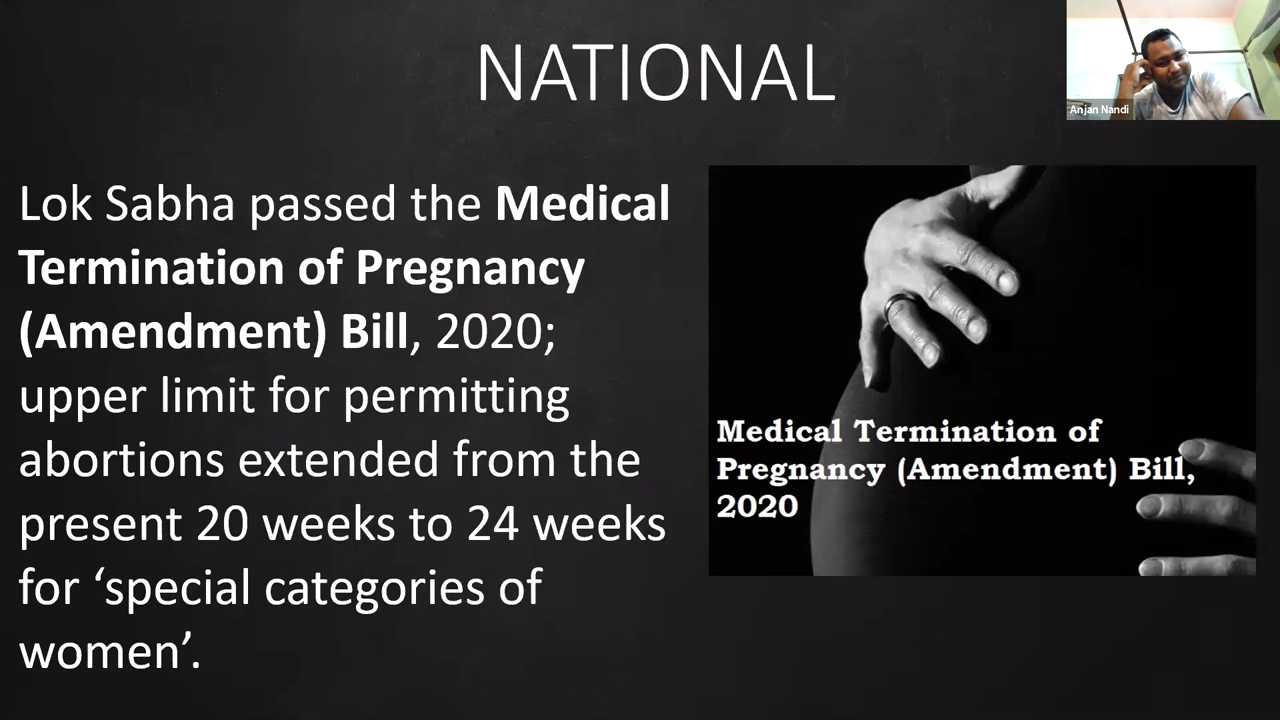 NATIONAL
Anjan Nandi
Lok Sabha passed the Medical
Termination of Pregnancy
(Amendment) Bill, 2020;
upper limit for permitting
abortions extended from the
present 20 weeks to 24 weeks
for ‘special categories of
women’.
Medical Termination of
Pregnancy (Amendment) Bill,
2020